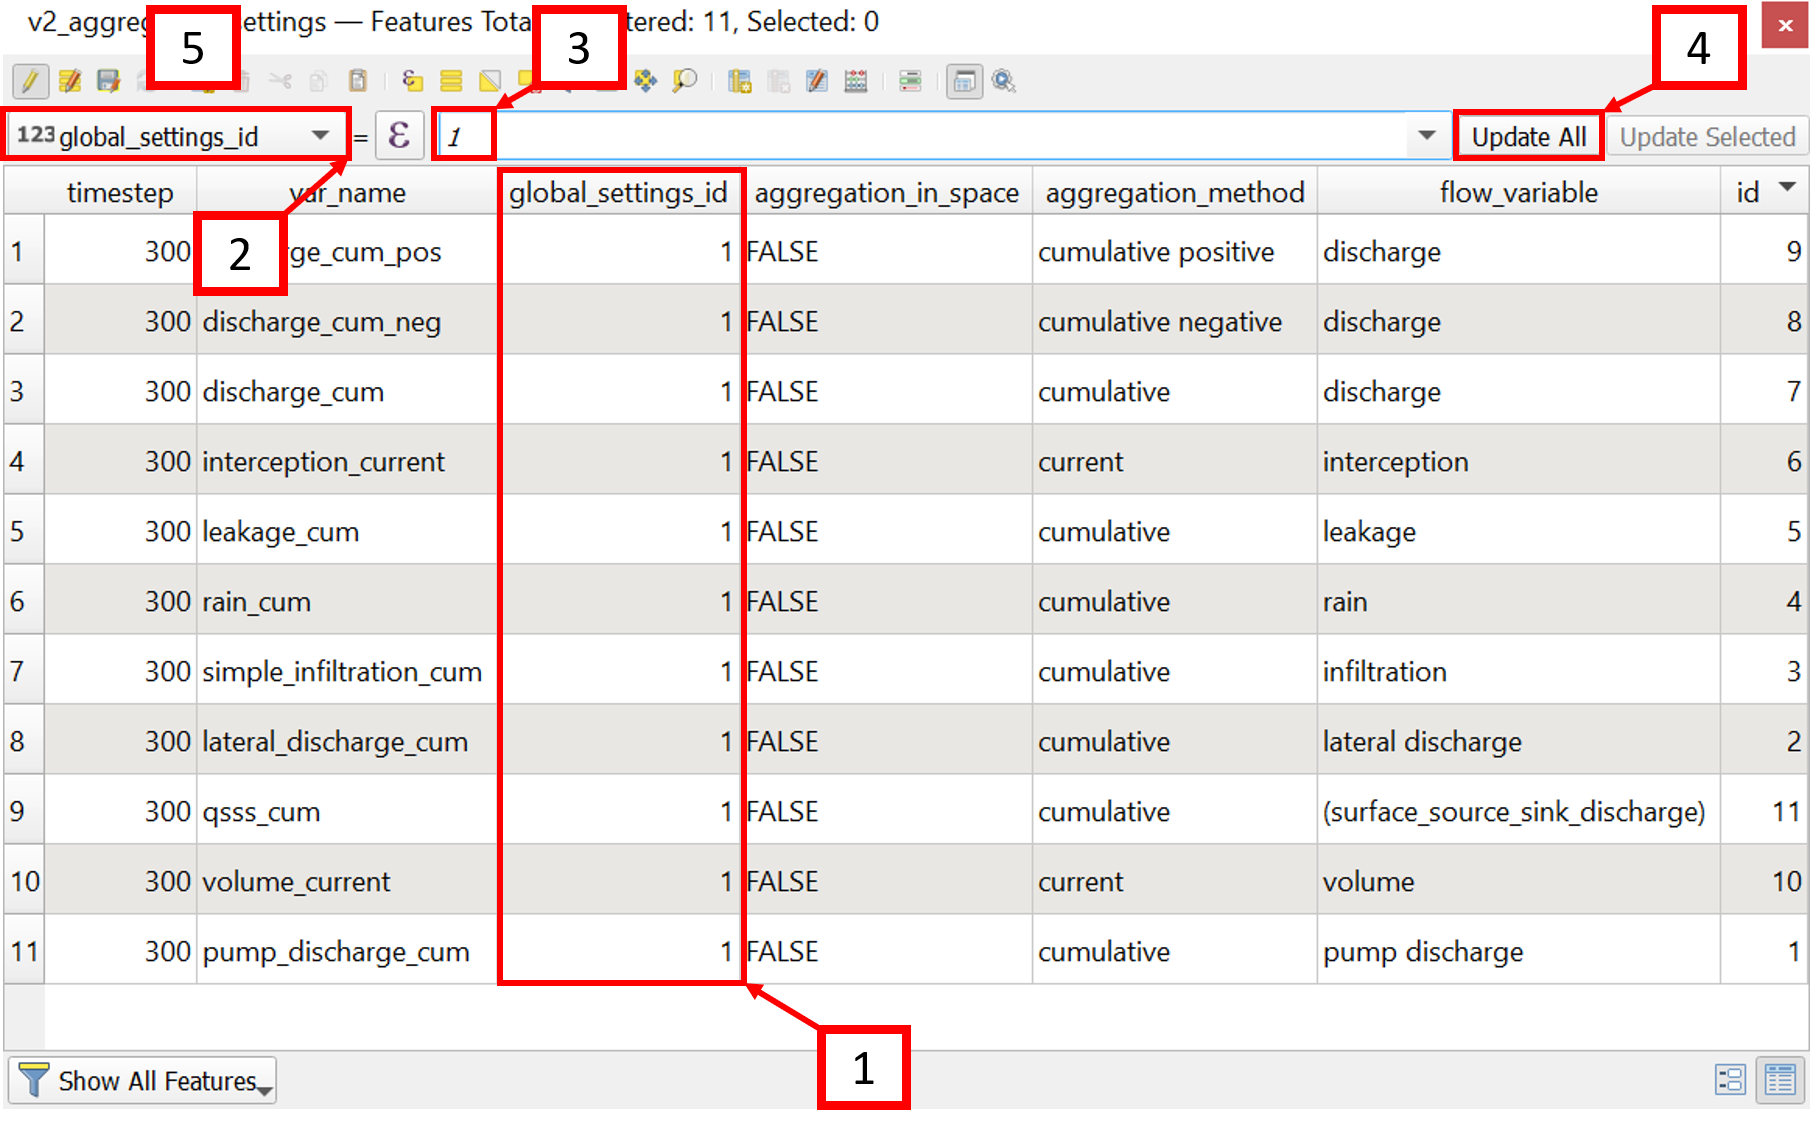 v2_aggre ettings — Features Tota tered: 11, Selected: 0
5
3
4
123 global_settings_id = ε 1 Update All Update Selected
timestep var_name global_settings_id aggregation_in_space aggregation_method flow_variable id
2
1 300 rge_cum_pos 1 FALSE cumulative positive discharge 9
2 300 discharge_cum_neg 1 FALSE cumulative negative discharge 8
3 300 discharge_cum 1 FALSE cumulative discharge 7
4 300 interception_current 1 FALSE current interception 6
5 300 leakage_cum 1 FALSE cumulative leakage 5
6 300 rain_cum 1 FALSE cumulative rain 4
7 300 simple_infiltration_cum 1 FALSE cumulative infiltration 3
8 300 lateral_discharge_cum 1 FALSE cumulative lateral discharge 2
9 300 qsss_cum 1 FALSE cumulative (surface_source_sink_discharge) 11
10 300 volume_current 1 FALSE current volume 10
11 300 pump_discharge_cum 1 FALSE cumulative pump discharge 1
1
Show All Features